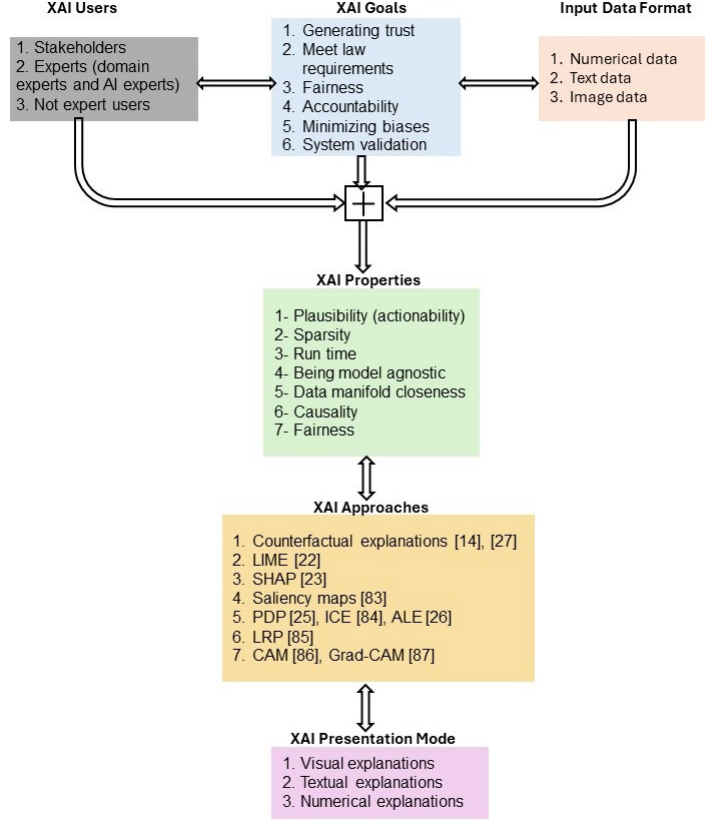 XAI Users
1. Stakeholders
2. Experts (domain
experts and AI experts)
3. Not expert users
XAI Goals
1. Generating trust
2. Meet law
requirements
3. Fairness
4. Accountability
5. Minimizing biases
6. System validation
Input Data Format
1. Numerical data
2. Text data
3. Image data
XAI Properties
1- Plausibility (actionability)
2- Sparsity
3- Run time
4- Being model agnostic
5- Data manifold closeness
6- Causality
7- Fairness
XAI Approaches
1. Counterfactual explanations [14], [27]
2. LIME [22]
3. SHAP [23]
4. Saliency maps [83]
5. PDP [25], ICE [84], ALE [26]
6. LRP [85]
7. CAM [86], Grad-CAM [87]
XAI Presentation Mode
1. Visual explanations
2. Textual explanations
3. Numerical explanations